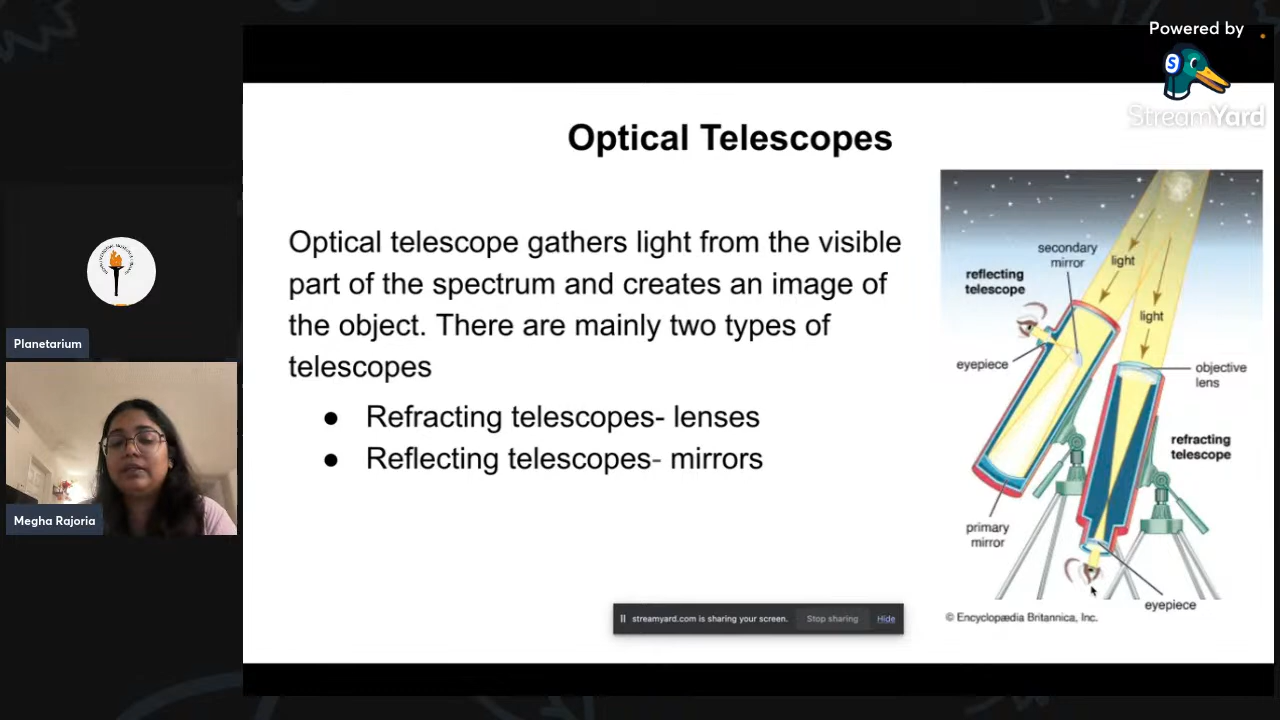 Powered by
StreamYard
S
Optical Telescopes
Optical telescope gathers light from the visible
part of the spectrum and creates an image of
the object. There are mainly two types of
telescopes
● Refracting telescopes- lenses
● Reflecting telescopes- mirrors
secondary
mirror
light
reflecting
telescope
light
eyepiece
objective
lens
refracting
telescope
primary
mirror
eyepiece
© Encyclopædia Britannica, Inc.
streamyard.com is sharing your screen.
Stop sharing
Hide
Planetarium
Megha Rajoria